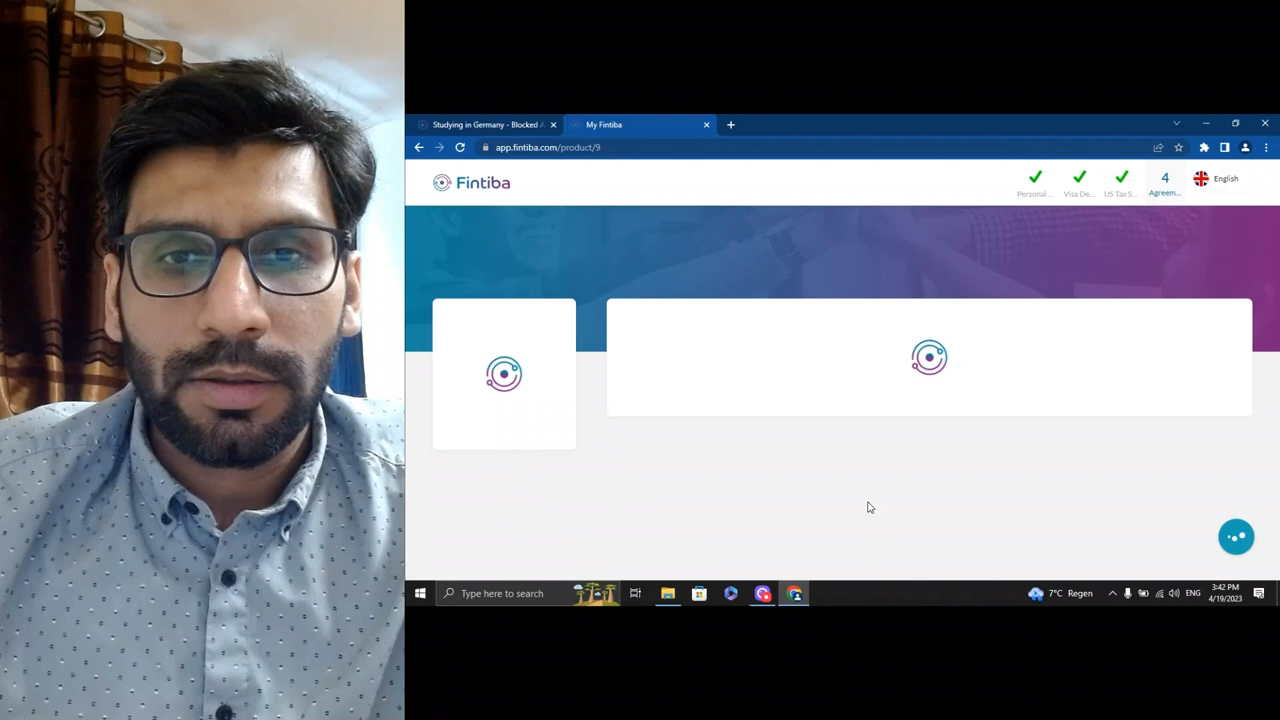 Studying in Germany - Blocked A
My Fintiba
app.fintiba.com/product/9
Fintiba
Personal ...
Visa De...
US Tax S...
4
Agreem...
English
Type here to search
7°C Regen
ENG
3:42 PM
4/19/2023